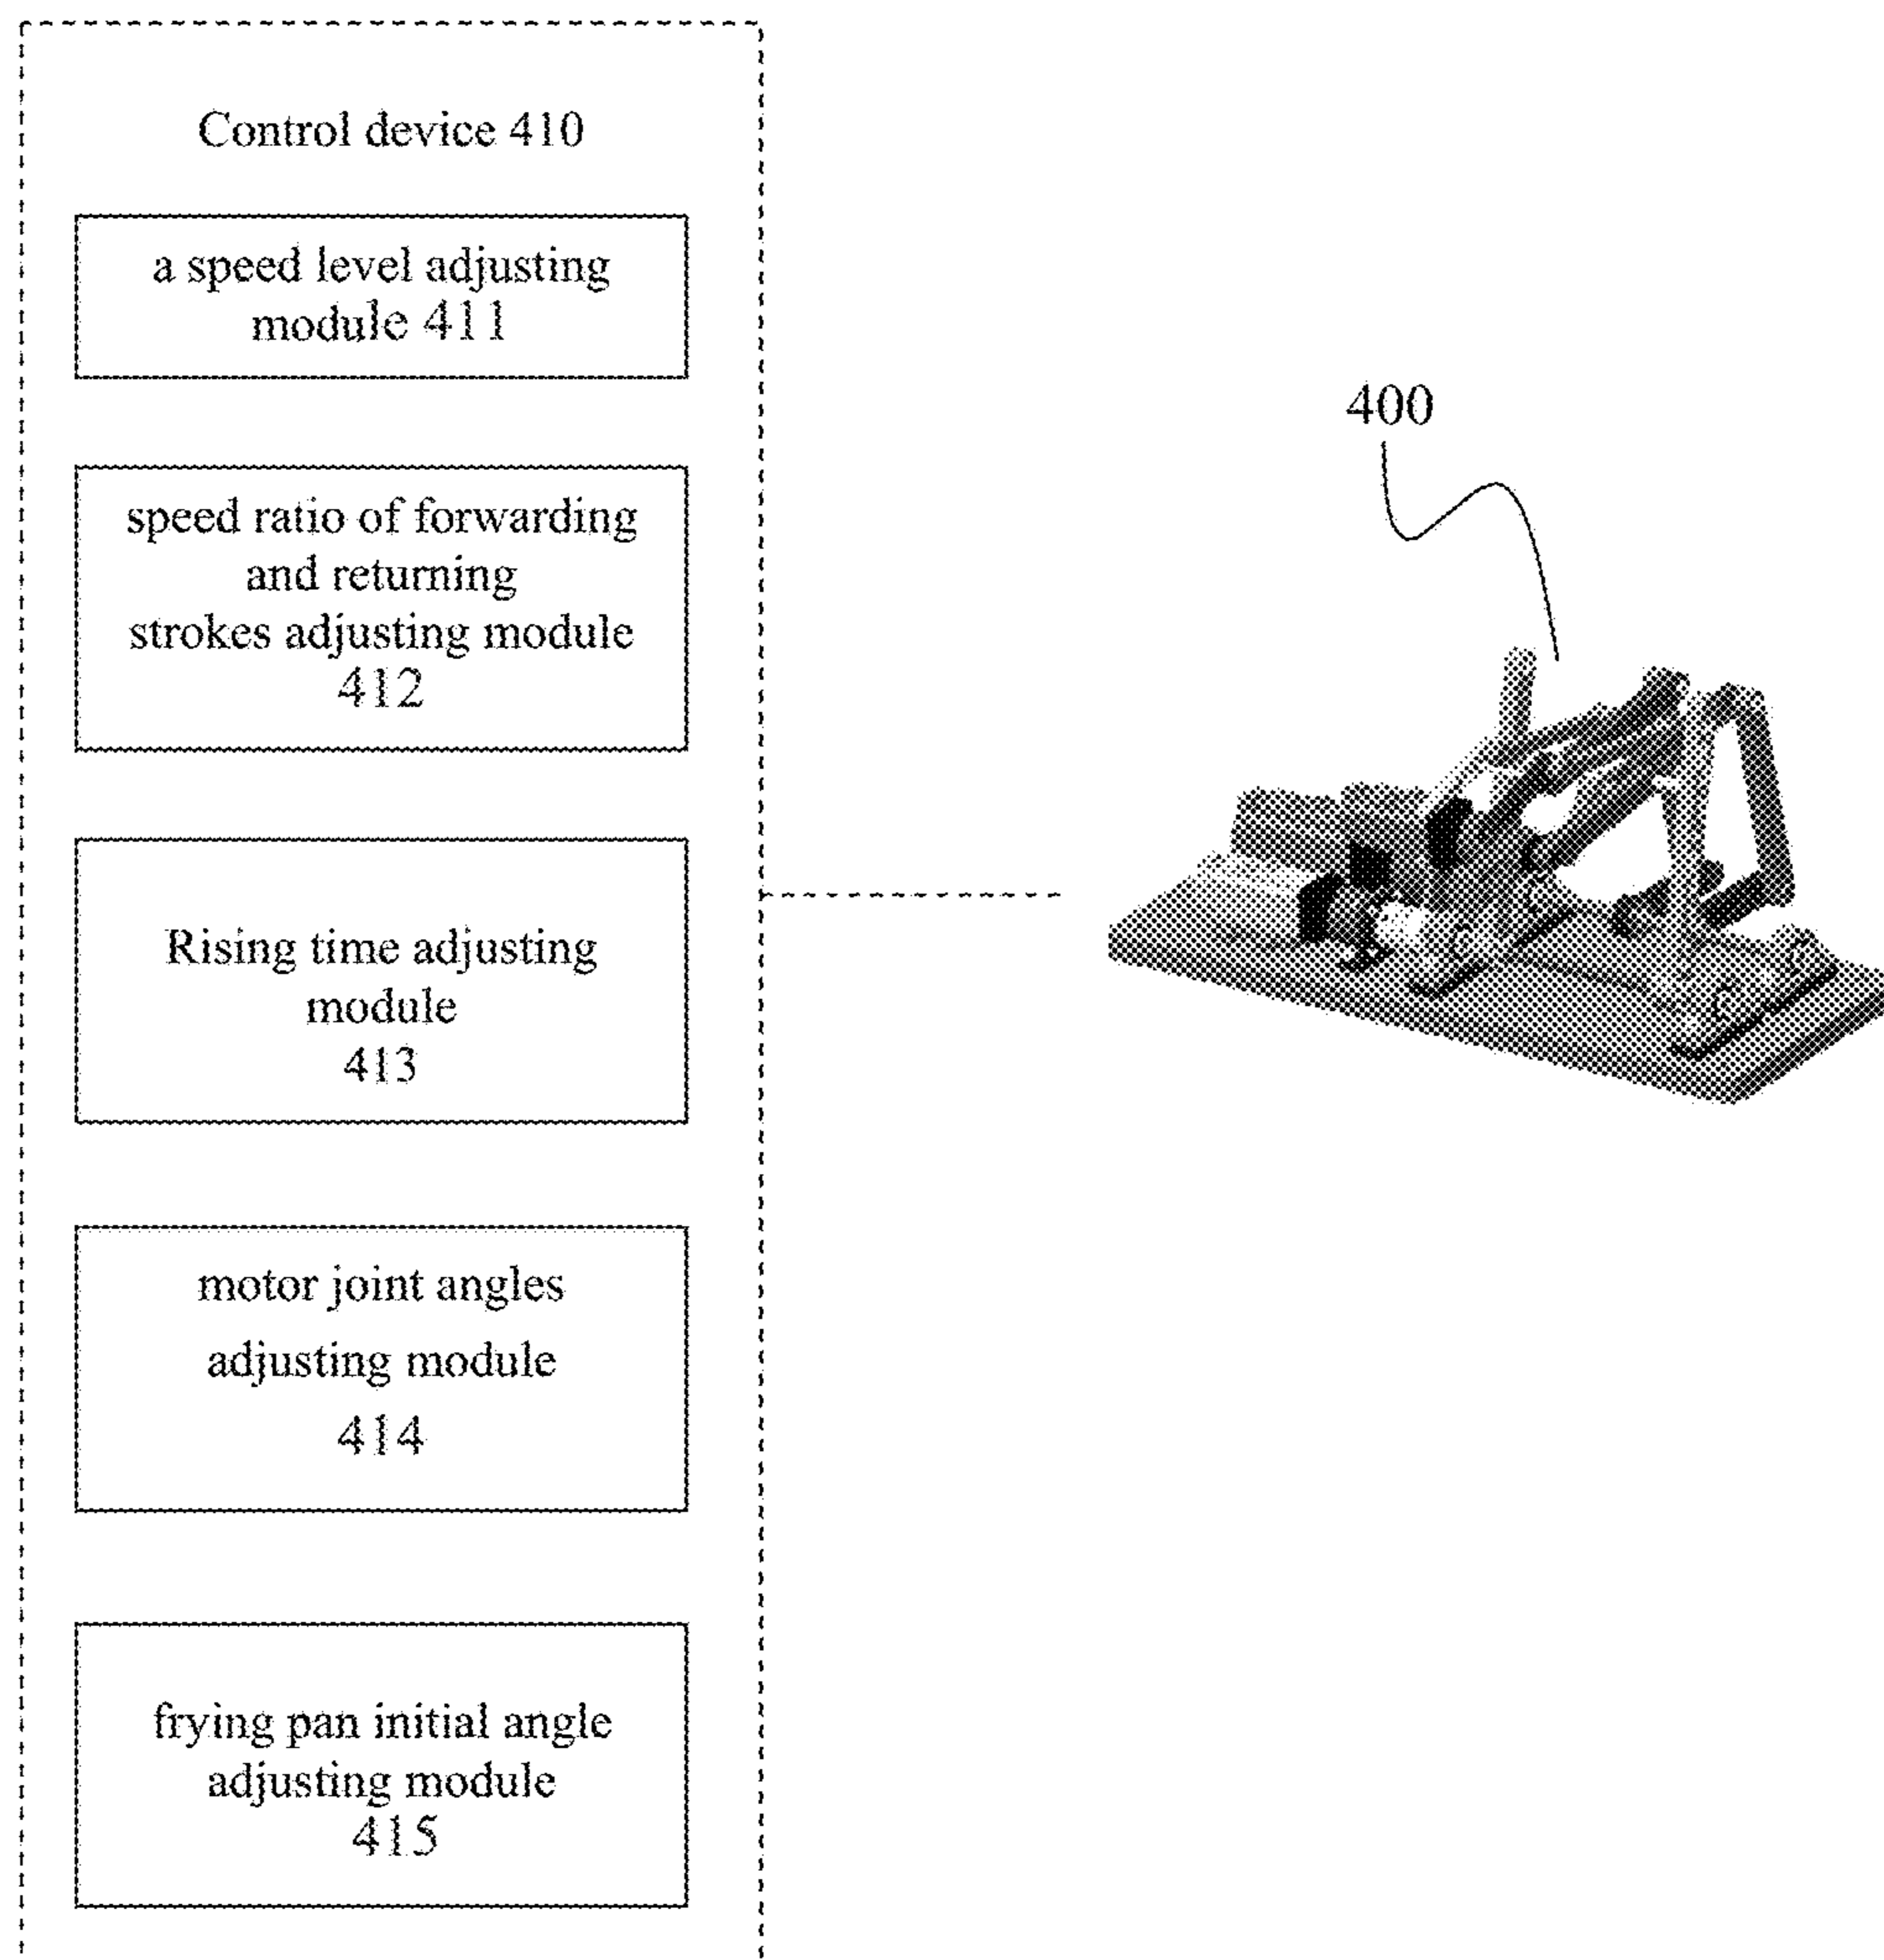 Control device 410
a speed level adjusting
module 411
speed ratio of forwarding
and returning
strokes adjusting module
412
Rising time adjusting
module
413
motor joint angles
adjusting module
414
frying pan initial angle
adjusting module
415
400